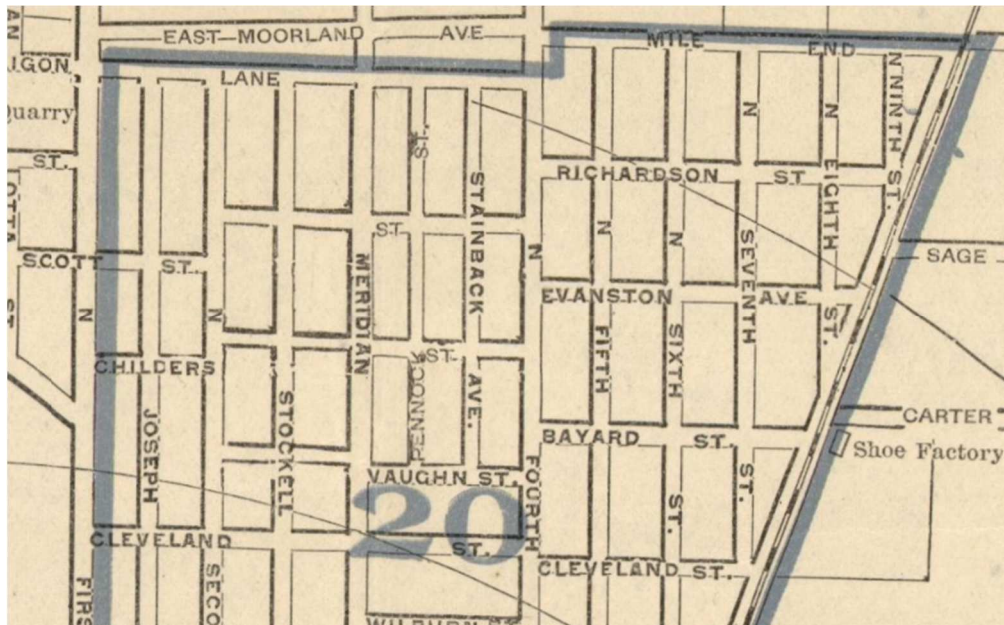 EAST MOORLAND AVE
MILE END
LANE
Quarry
ST.
N NINTH ST.
N
N
ST.
RICHARDSON ST
EIGHTH ST.
STAINBACK AVE.
ST.
N
N
N
SEVENTH ST.
SCOTT ST.
SAGE
MERIDIAN
N
N
EVANSTON AVE
FIFTH
SIXTH ST.
ST.
PENNOCK
CHILDERS
JOSEPH
STOCKELL
CARTER
BAYARD ST.
Shoe Factory
VAUGHN ST.
FOURTH
20
CLEVELAND ST.
CLEVELAND ST.